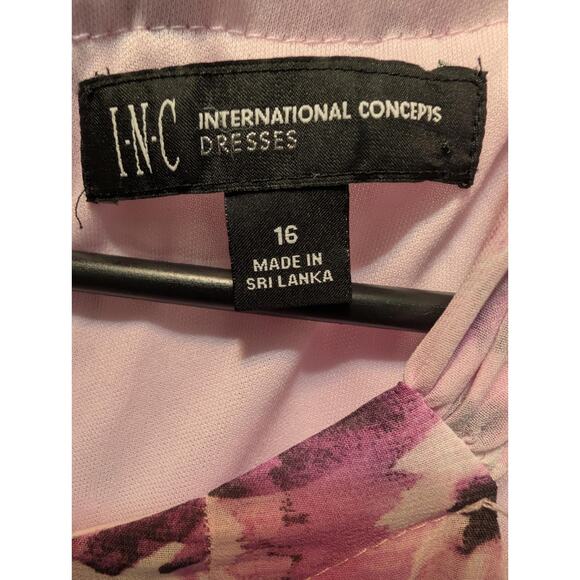 I·N·C
INTERNATIONAL CONCEPTS
DRESSES
16
MADE IN
SRI LANKA